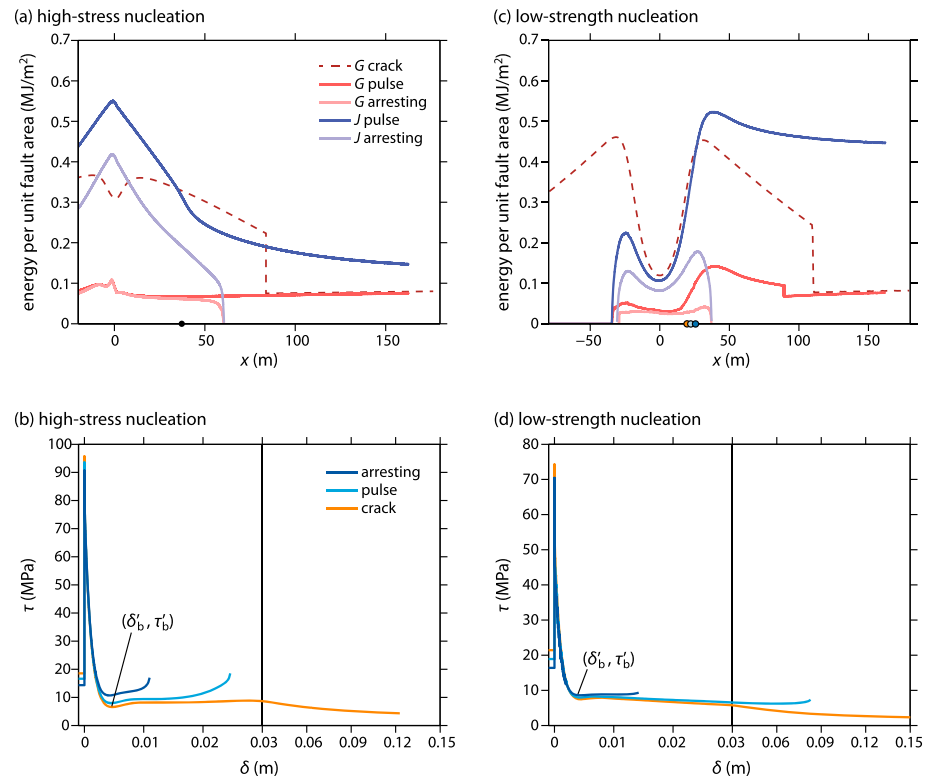 (a) high-stress nucleation
0.7
0.6
0.5
0.4
0.3
0.2
0.1
0
energy per unit fault area (MJ/m²)
0 50 100 150
x (m)
G crack
G pulse
G arresting
J pulse
J arresting
(c) low-strength nucleation
0.7
0.6
0.5
0.4
0.3
0.2
0.1
0
energy per unit fault area (MJ/m²)
−50 0 50 100 150
x (m)
(b) high-stress nucleation
100
90
80
70
60
50
40
30
20
10
0
τ (MPa)
0 0.01 0.02 0.03 0.06 0.09 0.12 0.15
δ (m)
arresting
pulse
crack
(δ′b, τ′b)
(d) low-strength nucleation
80
70
60
50
40
30
20
10
0
τ (MPa)
0 0.01 0.02 0.03 0.06 0.09 0.12 0.15
δ (m)
(δ′b, τ′b)